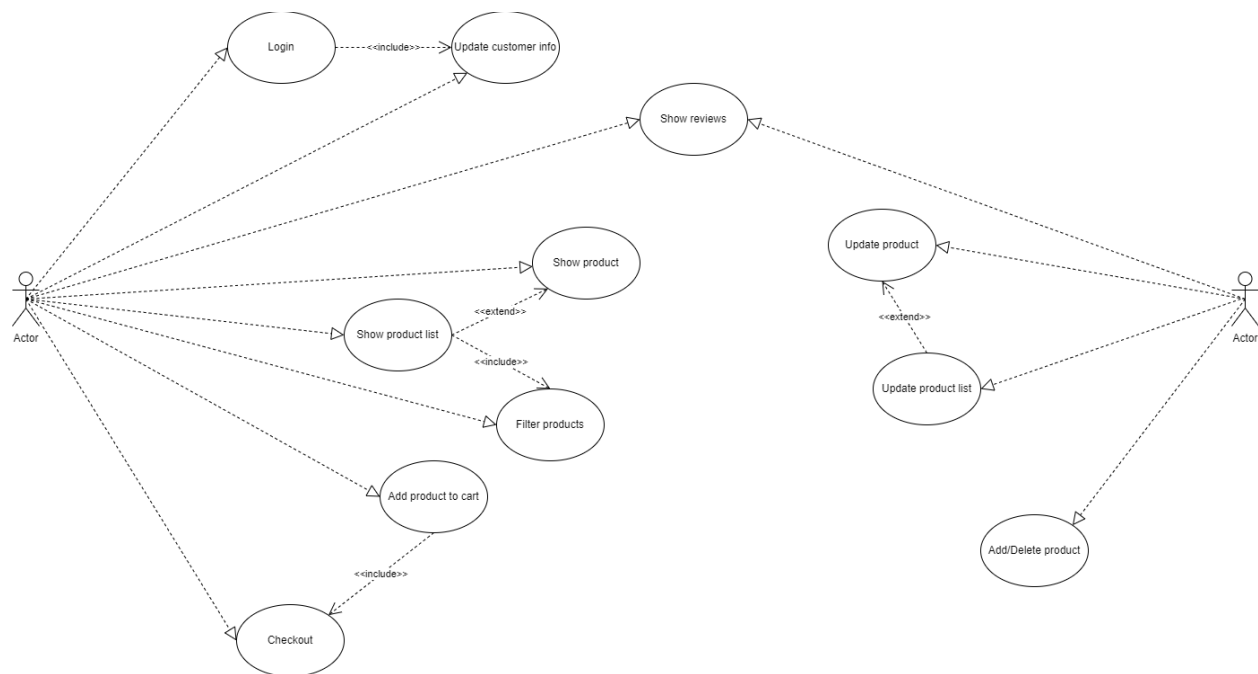 Login
<<include>>
Update customer info
Show reviews
Update product
Show product
<<extend>>
<<extend>>
Actor
Show product list
Actor
<<include>>
Update product list
Filter products
Add product to cart
Add/Delete product
<<include>>
Checkout